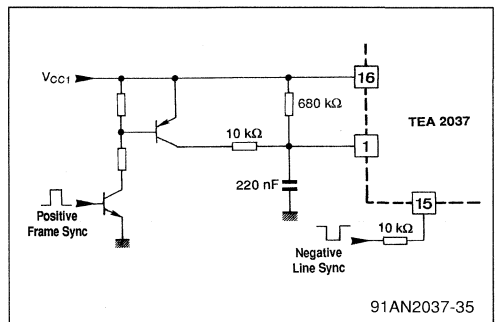 VCC1
16
680 kΩ
TEA 2037
10 kΩ
1
220 nF
15
Positive
Frame Sync
10 kΩ
Negative
Line Sync
91AN2037-35